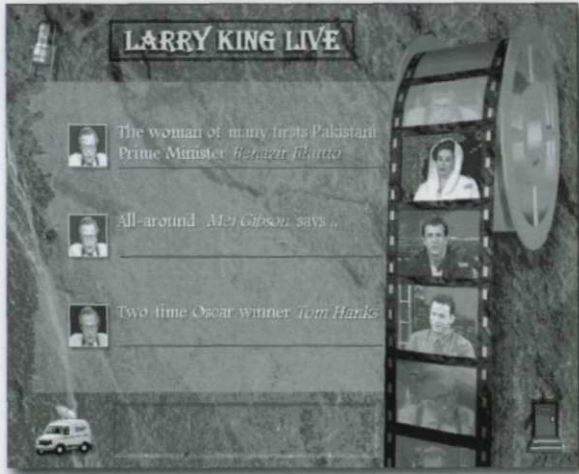 LARRY KING LIVE
The woman of many firsts Pakistani
Prime Minister Benazir Bhutto
All-around Mel Gibson says...
Two-time Oscar winner Tom Hanks